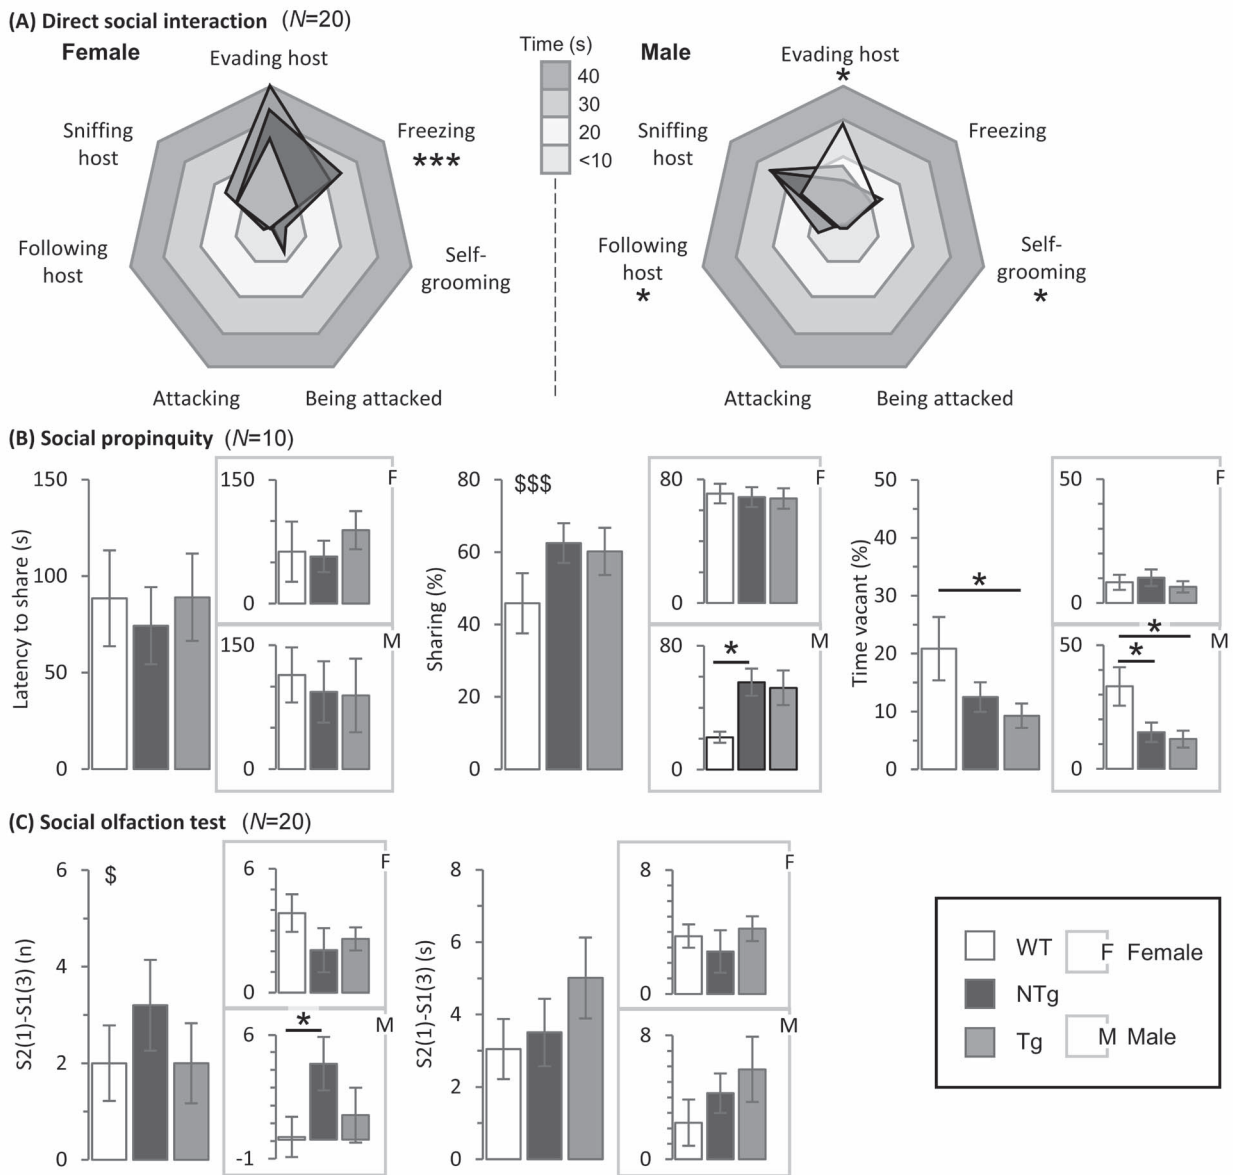 (A) Direct social interaction (N=20)
Female
Evading host
Sniffing
host
Freezing
***
Following
host
Self-
grooming
Attacking
Being attacked
Time (s)
40
30
20
<10
Male
Evading host
*
Sniffing
host
Freezing
Following
host
*
Self-
grooming
*
Attacking
Being attacked
(B) Social propinquity (N=10)
Latency to share (s)
150
100
50
0
F
150
0
M
150
0
Sharing (%)
80
60
40
20
0
$$$
F
80
0
M
80
0
*
Time vacant (%)
50
40
30
20
10
0
*
F
50
0
M
50
0
*
*
(C) Social olfaction test (N=20)
S2(1)-S1(3) (n)
6
4
2
0
$
F
6
0
M
6
-1
*
S2(1)-S1(3) (s)
8
6
4
2
0
F
8
0
M
8
0
WT
NTg
Tg
F Female
M Male